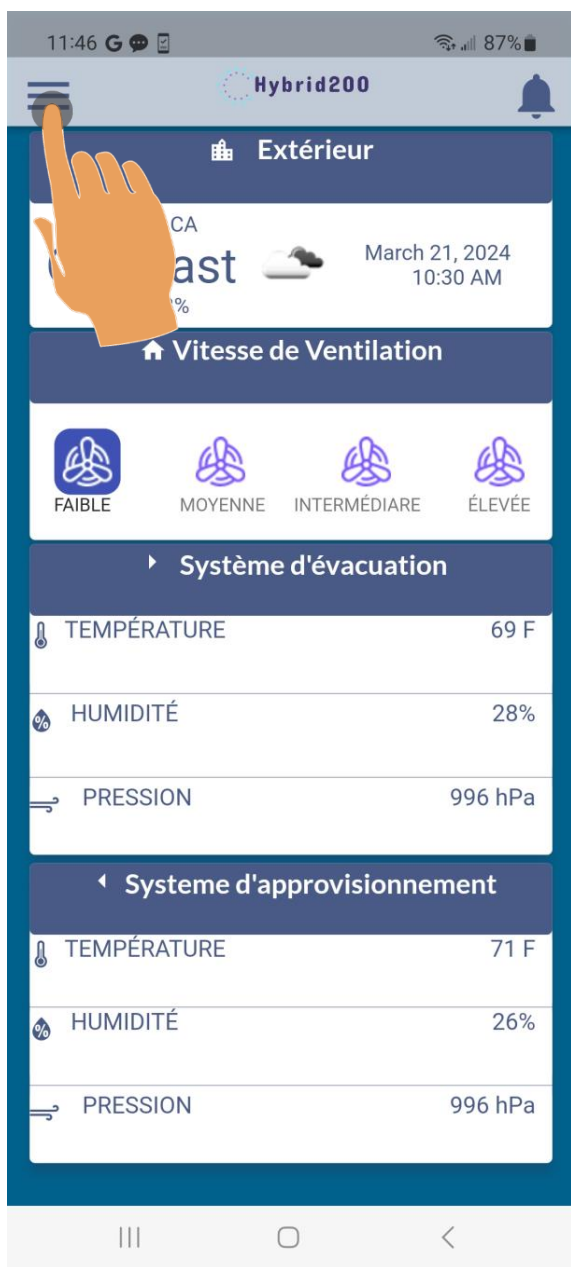 11:46 G 87%
Hybrid200
Extérieur
CA
March 21, 2024
10:30 AM
%
Vitesse de Ventilation
FAIBLE MOYENNE INTERMÉDIARE ÉLEVÉE
Système d'évacuation
TEMPÉRATURE 69 F
HUMIDITÉ 28%
PRESSION 996 hPa
Systeme d'approvisionnement
TEMPÉRATURE 71 F
HUMIDITÉ 26%
PRESSION 996 hPa